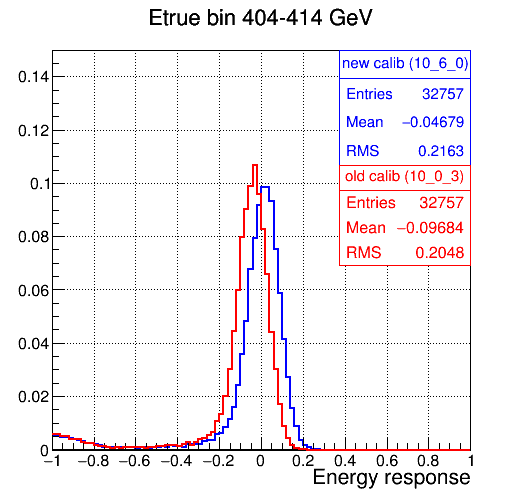 Etrue bin 404-414 GeV
new calib (10_6_0)
Entries 32757
Mean −0.04679
RMS 0.2163
old calib (10_0_3)
Entries 32757
Mean −0.09684
RMS 0.2048
0.14
0.12
0.1
0.08
0.06
0.04
0.02
0
−1 −0.8 −0.6 −0.4 −0.2 0 0.2 0.4 0.6 0.8 1
Energy response